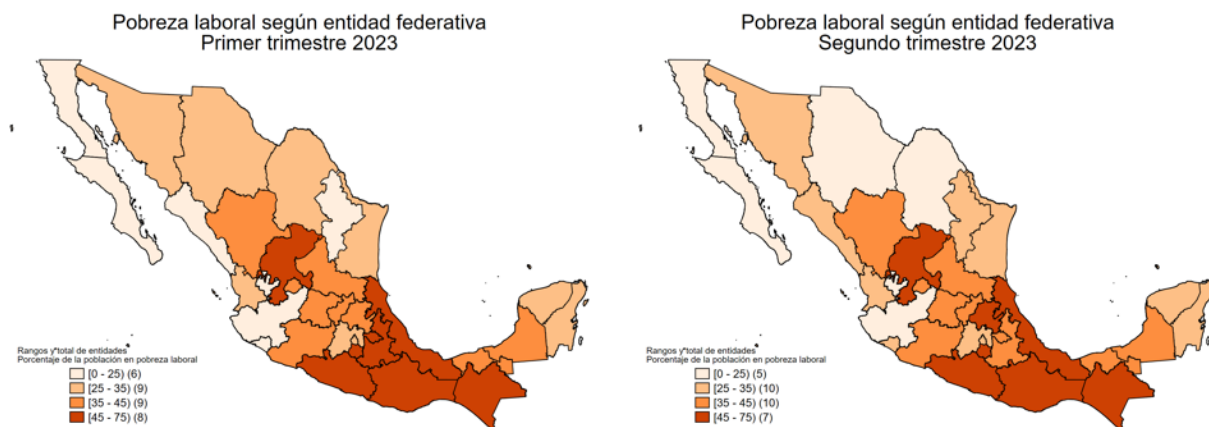 Pobreza laboral según entidad federativa
Primer trimestre 2023
Rangos y*total de entidades
Porcentaje de la población en pobreza laboral
[0 - 25) (6)
[25 - 35) (9)
[35 - 45) (9)
[45 - 75) (8)
Pobreza laboral según entidad federativa
Segundo trimestre 2023
Rangos y*total de entidades
Porcentaje de la población en pobreza laboral
[0 - 25) (5)
[25 - 35) (10)
[35 - 45) (10)
[45 - 75) (7)